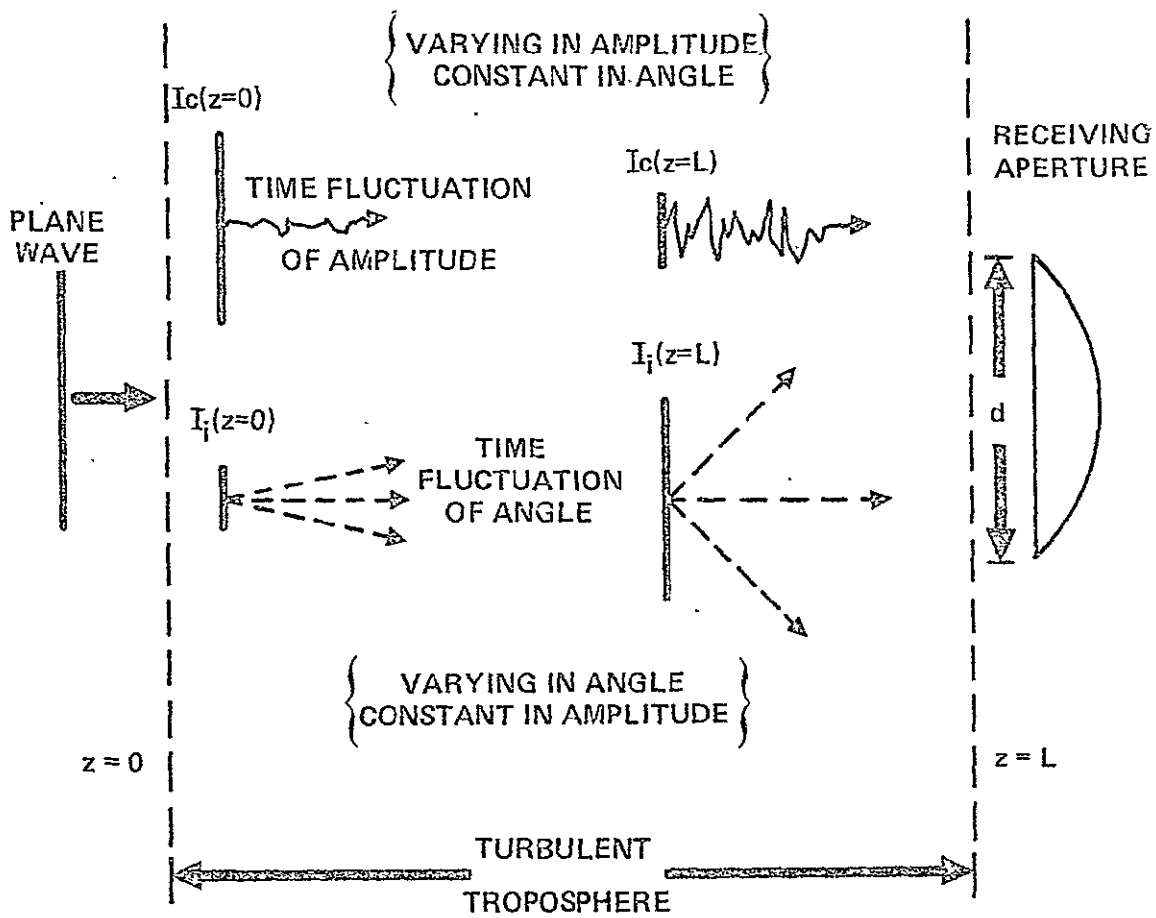 VARYING IN AMPLITUDE
CONSTANT IN ANGLE
Ic(z=0)
RECEIVING
APERTURE
Ic(z=L)
TIME FLUCTUATION
OF AMPLITUDE
PLANE
WAVE
Ii(z=L)
d
Ii(z=0)
TIME
FLUCTUATION
OF ANGLE
VARYING IN ANGLE
CONSTANT IN AMPLITUDE
z = 0
z = L
TURBULENT
TROPOSPHERE